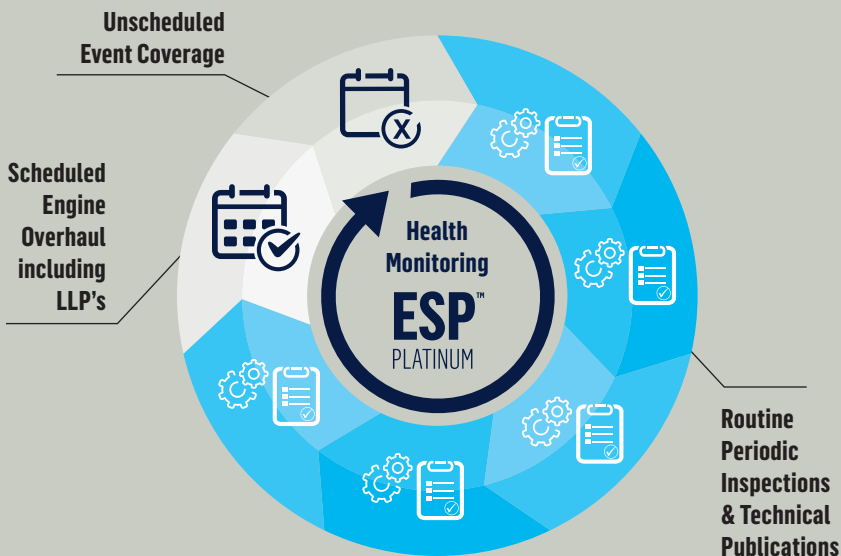 Unscheduled
Event Coverage
X
Scheduled
Engine
Overhaul
including
LLP's
Health
Monitoring
ESP™
PLATINUM
Routine
Periodic
Inspections
& Technical
Publications